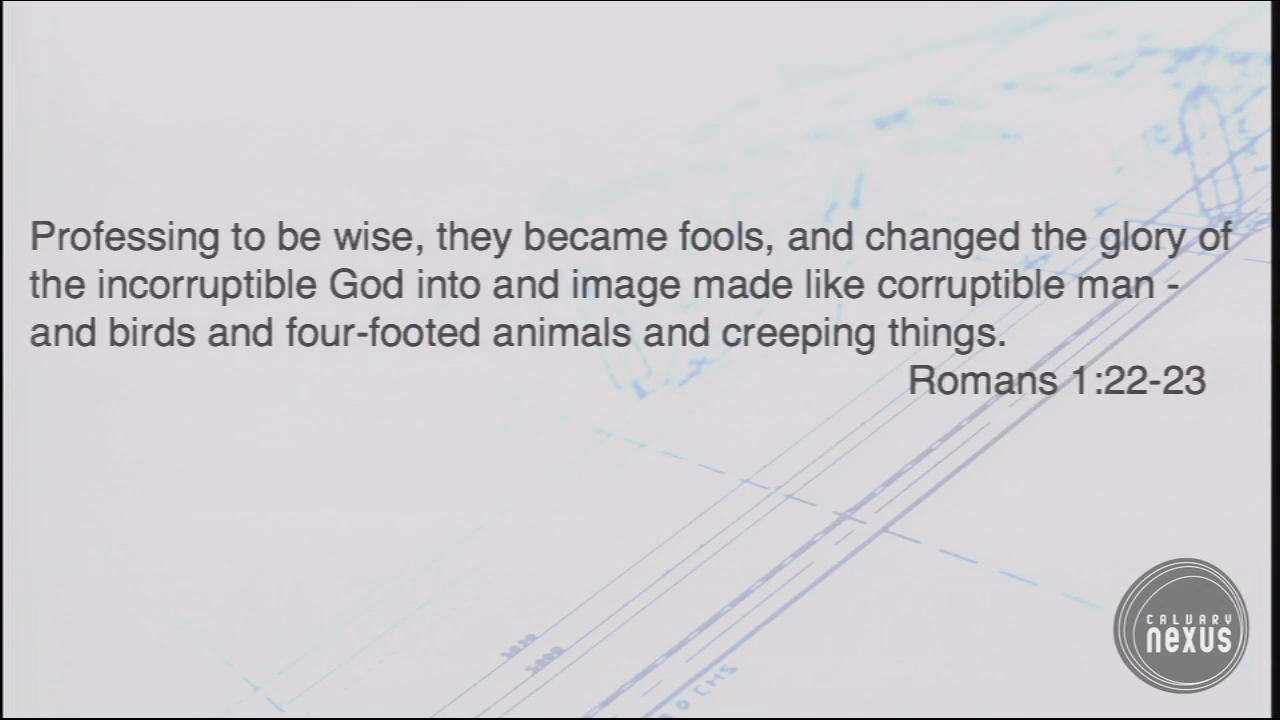 Professing to be wise, they became fools, and changed the glory of
the incorruptible God into and image made like corruptible man -
and birds and four-footed animals and creeping things.
Romans 1:22-23
CALVARY
nexus